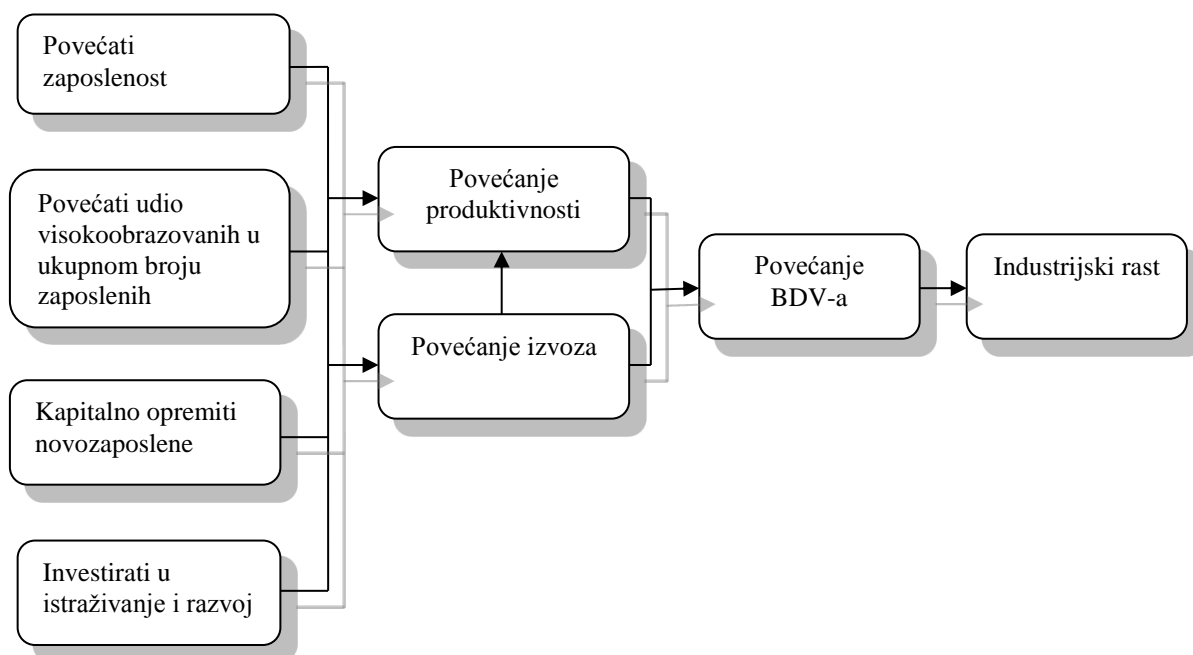 Povećati
zaposlenost
Povećati udio
visokoobrazovanih u
ukupnom broju
zaposlenih
Kapitalno opremiti
novozaposlene
Investirati u
istraživanje i razvoj
Povećanje
produktivnosti
Povećanje izvoza
Povećanje
BDV-a
Industrijski rast